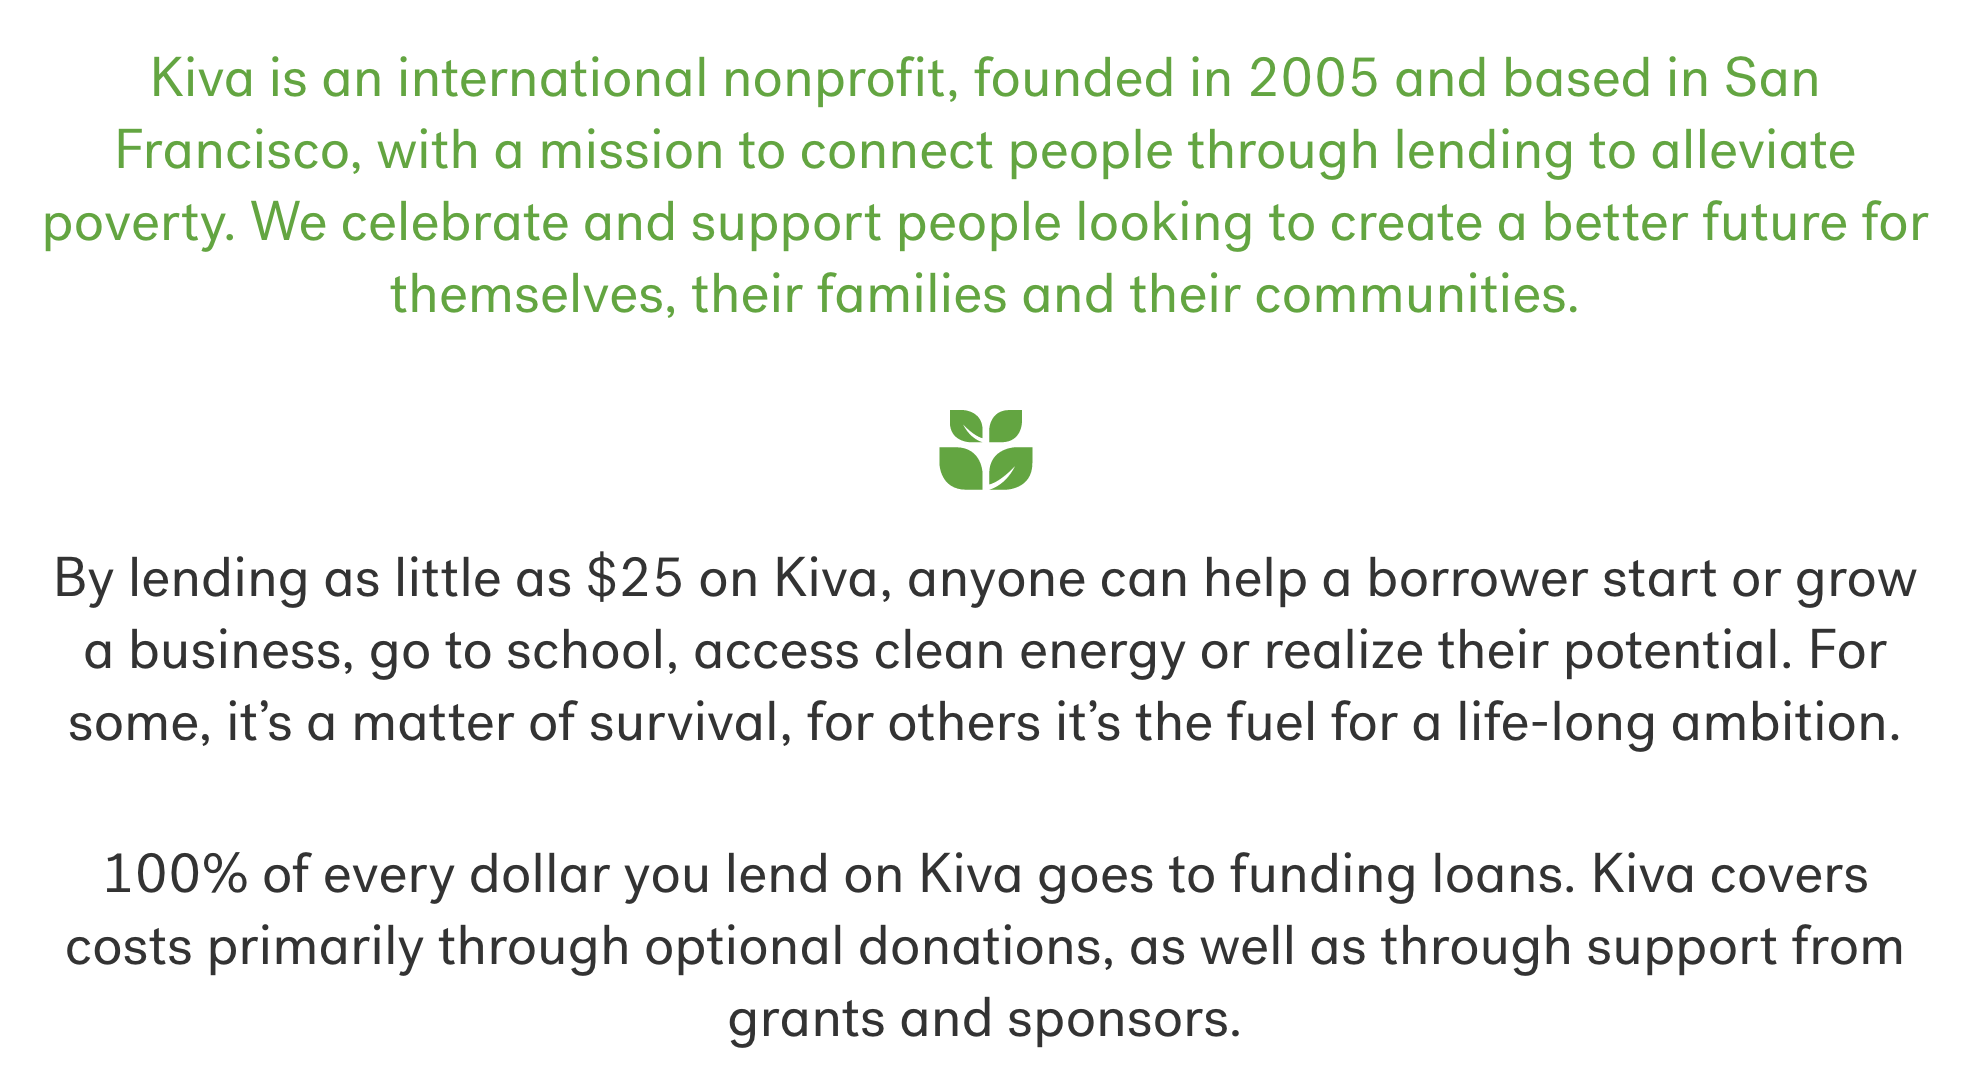 Kiva is an international nonprofit, founded in 2005 and based in San
Francisco, with a mission to connect people through lending to alleviate
poverty. We celebrate and support people looking to create a better future for
themselves, their families and their communities.
By lending as little as $25 on Kiva, anyone can help a borrower start or grow
a business, go to school, access clean energy or realize their potential. For
some, it’s a matter of survival, for others it’s the fuel for a life-long ambition.
100% of every dollar you lend on Kiva goes to funding loans. Kiva covers
costs primarily through optional donations, as well as through support from
grants and sponsors.